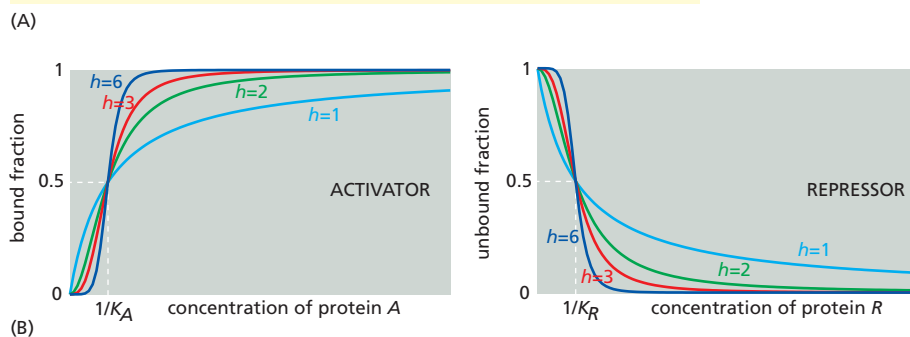 (A)
1
0.5
0
bound fraction
h=6
h=3
h=2
h=1
ACTIVATOR
1/KA
concentration of protein A
1
0.5
0
unbound fraction
REPRESSOR
h=1
h=6
h=2
h=3
1/KR
concentration of protein R
(B)